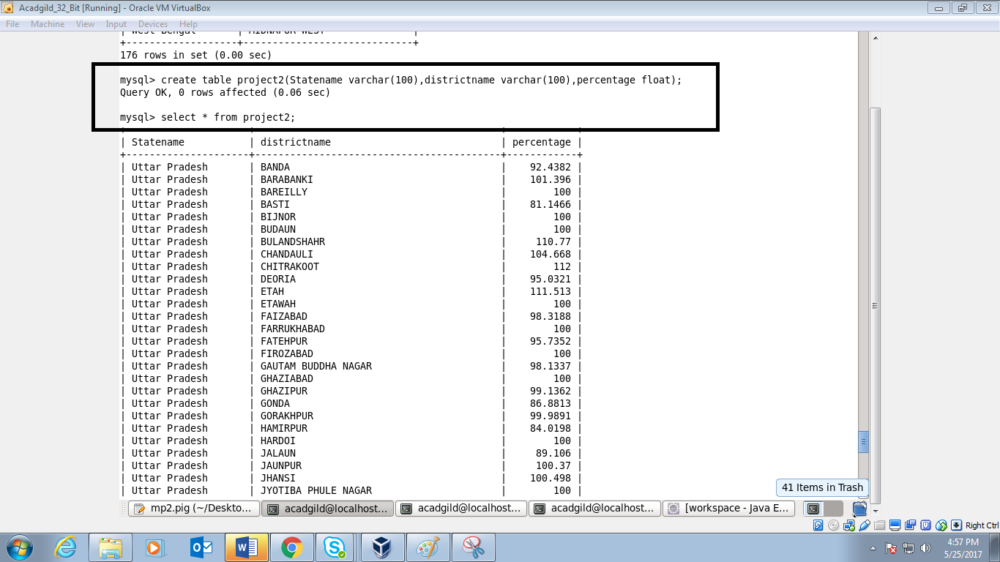 Acadgild_32_Bit [Running] - Oracle VM VirtualBox
File Machine View Input Devices Help
| West Bengal | MIDNAPUR WEST |
+-------------------+-----------------------------+
176 rows in set (0.00 sec)
mysql> create table project2(Statename varchar(100),districtname varchar(100),percentage float);
Query OK, 0 rows affected (0.06 sec)
mysql> select * from project2;
| Statename | districtname | percentage |
+---------------------+------------------------------------------+------------+
| Uttar Pradesh | BANDA | 92.4382 |
| Uttar Pradesh | BARABANKI | 101.396 |
| Uttar Pradesh | BAREILLY | 100 |
| Uttar Pradesh | BASTI | 81.1466 |
| Uttar Pradesh | BIJNOR | 100 |
| Uttar Pradesh | BUDAUN | 100 |
| Uttar Pradesh | BULANDSHAHR | 110.77 |
| Uttar Pradesh | CHANDAULI | 104.668 |
| Uttar Pradesh | CHITRAKOOT | 112 |
| Uttar Pradesh | DEORIA | 95.0321 |
| Uttar Pradesh | ETAH | 111.513 |
| Uttar Pradesh | ETAWAH | 100 |
| Uttar Pradesh | FAIZABAD | 98.3188 |
| Uttar Pradesh | FARRUKHABAD | 100 |
| Uttar Pradesh | FATEHPUR | 95.7352 |
| Uttar Pradesh | FIROZABAD | 100 |
| Uttar Pradesh | GAUTAM BUDDHA NAGAR | 98.1337 |
| Uttar Pradesh | GHAZIABAD | 100 |
| Uttar Pradesh | GHAZIPUR | 99.1362 |
| Uttar Pradesh | GONDA | 86.8813 |
| Uttar Pradesh | GORAKHPUR | 99.9891 |
| Uttar Pradesh | HAMIRPUR | 84.0198 |
| Uttar Pradesh | HARDOI | 100 |
| Uttar Pradesh | JALAUN | 89.106 |
| Uttar Pradesh | JAUNPUR | 100.37 |
| Uttar Pradesh | JHANSI | 100.498 |
| Uttar Pradesh | JYOTIBA PHULE NAGAR | 100 |
41 Items in Trash
mp2.pig (~/Deskto... acadgild@localhost... acadgild@localhost... acadgild@localhost... [workspace - Java E...
Right Ctrl
4:57 PM
5/25/2017